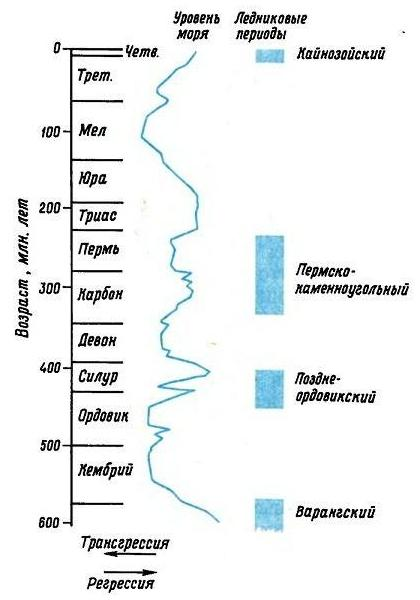 Уровень моря
Ледниковые периоды
0
Четв.
Кайнозойский
Трет.
100
Мел
Юра
200
Триас
Пермь
Пермско-
каменноугольный
300
Карбон
Девон
400
Силур
Поздне-
ордовикский
Ордовик
500
Кембрий
Варангский
600
Возраст, млн. лет
Трансгрессия
Регрессия